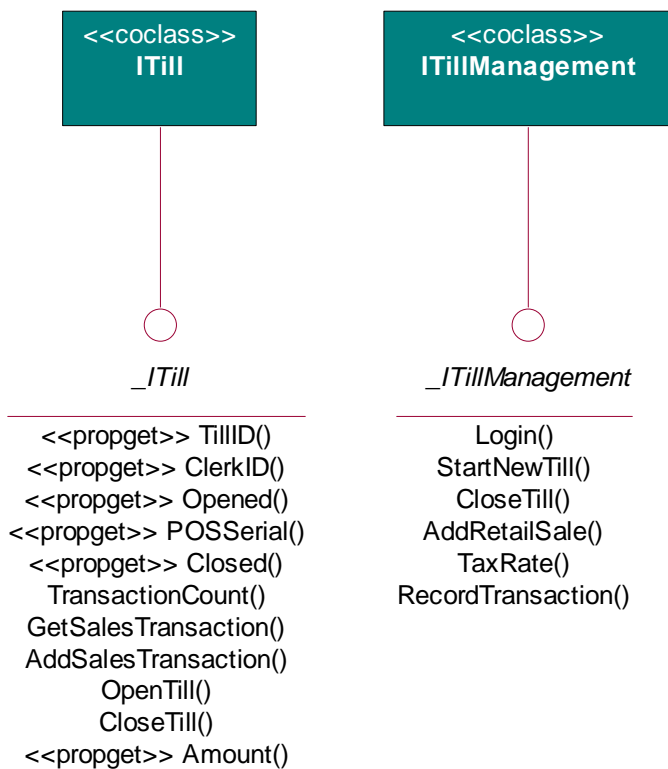 <<coclass>>
ITill
_ITill
<<propget>> TillID()
<<propget>> ClerkID()
<<propget>> Opened()
<<propget>> POSSerial()
<<propget>> Closed()
TransactionCount()
GetSalesTransaction()
AddSalesTransaction()
OpenTill()
CloseTill()
<<propget>> Amount()
<<coclass>>
ITillManagement
_ITillManagement
Login()
StartNewTill()
CloseTill()
AddRetailSale()
TaxRate()
RecordTransaction()